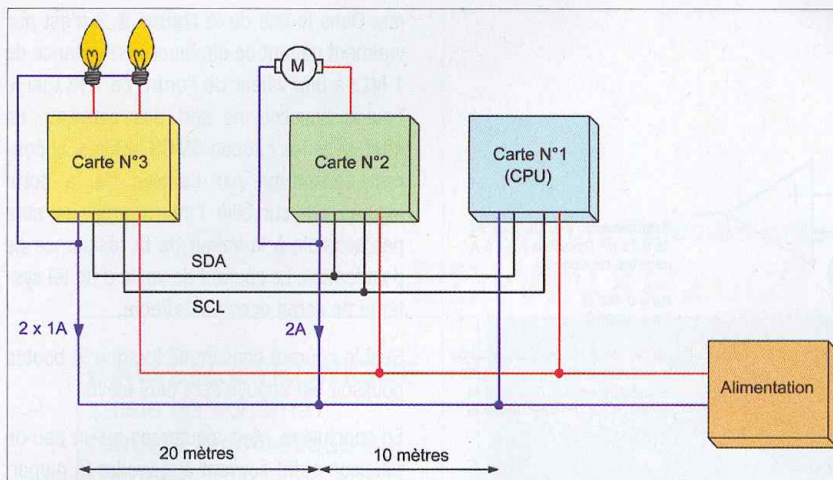 M
Carte N°3
Carte N°2
Carte N°1
(CPU)
SDA
SCL
2 x 1A
2A
Alimentation
20 mètres
10 mètres